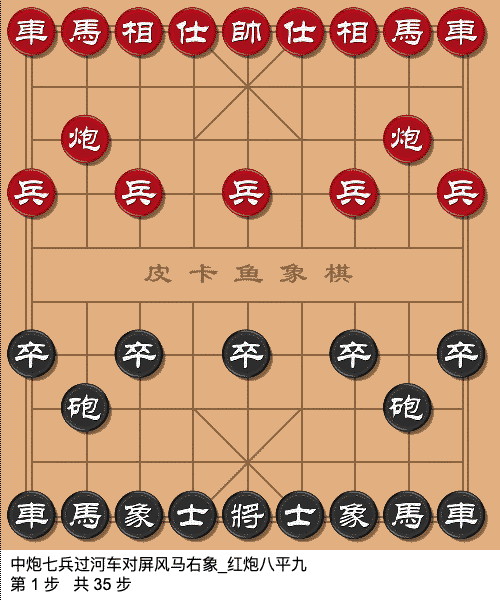 車馬相仕帥仕相馬車
炮炮
兵兵兵兵兵
皮卡鱼象棋
卒卒卒卒卒
砲砲
車馬象士將士象馬車
中炮七兵过河车对屏风马右象_红炮八平九
第 1 步 共 35 步